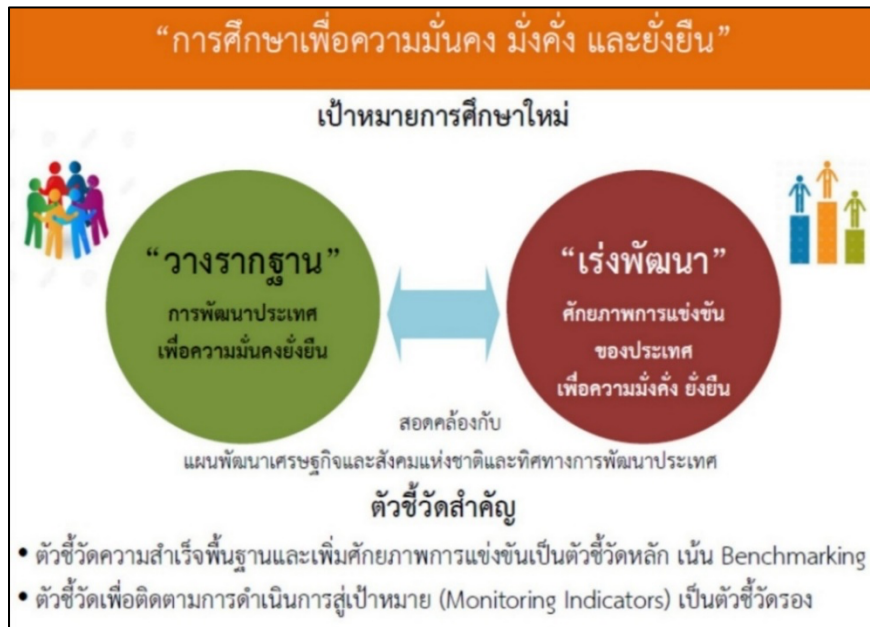 “การศึกษาเพื่อความมั่นคง มั่งคั่ง และยั่งยืน”
เป้าหมายการศึกษาใหม่
“วางรากฐาน”
การพัฒนาประเทศ
เพื่อความมั่นคงยั่งยืน
“เร่งพัฒนา”
ศักยภาพการแข่งขัน
ของประเทศ
เพื่อความมั่งคั่ง ยั่งยืน
สอดคล้องกับ
แผนพัฒนาเศรษฐกิจและสังคมแห่งชาติและทิศทางการพัฒนาประเทศ
ตัวชี้วัดสำคัญ
• ตัวชี้วัดความสำเร็จพื้นฐานและเพิ่มศักยภาพการแข่งขันเป็นตัวชี้วัดหลัก เน้น Benchmarking
• ตัวชี้วัดเพื่อติดตามการดำเนินการสู่เป้าหมาย (Monitoring Indicators) เป็นตัวชี้วัดรอง